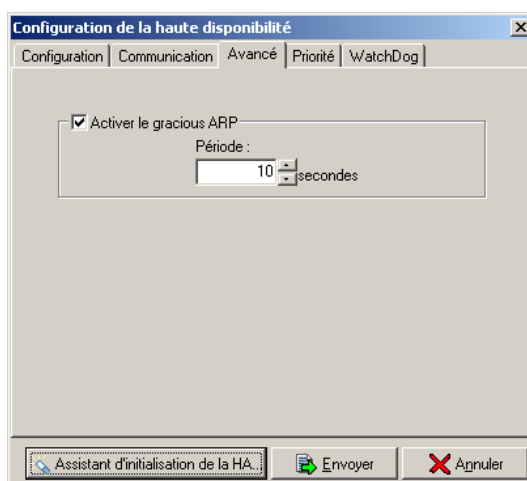 Configuration de la haute disponibilité
Configuration Communication Avancé Priorité WatchDog
Activer le gracious ARP
Période :
10 secondes
Assistant d'initialisation de la HA... Envoyer Annuler